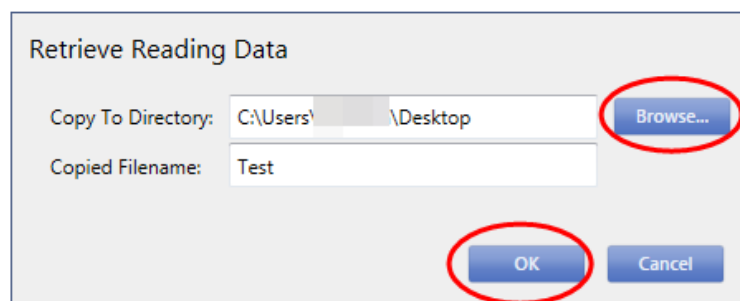 Retrieve Reading Data
Copy To Directory: C:\Users\ \Desktop Browse...
Copied Filename: Test
OK Cancel